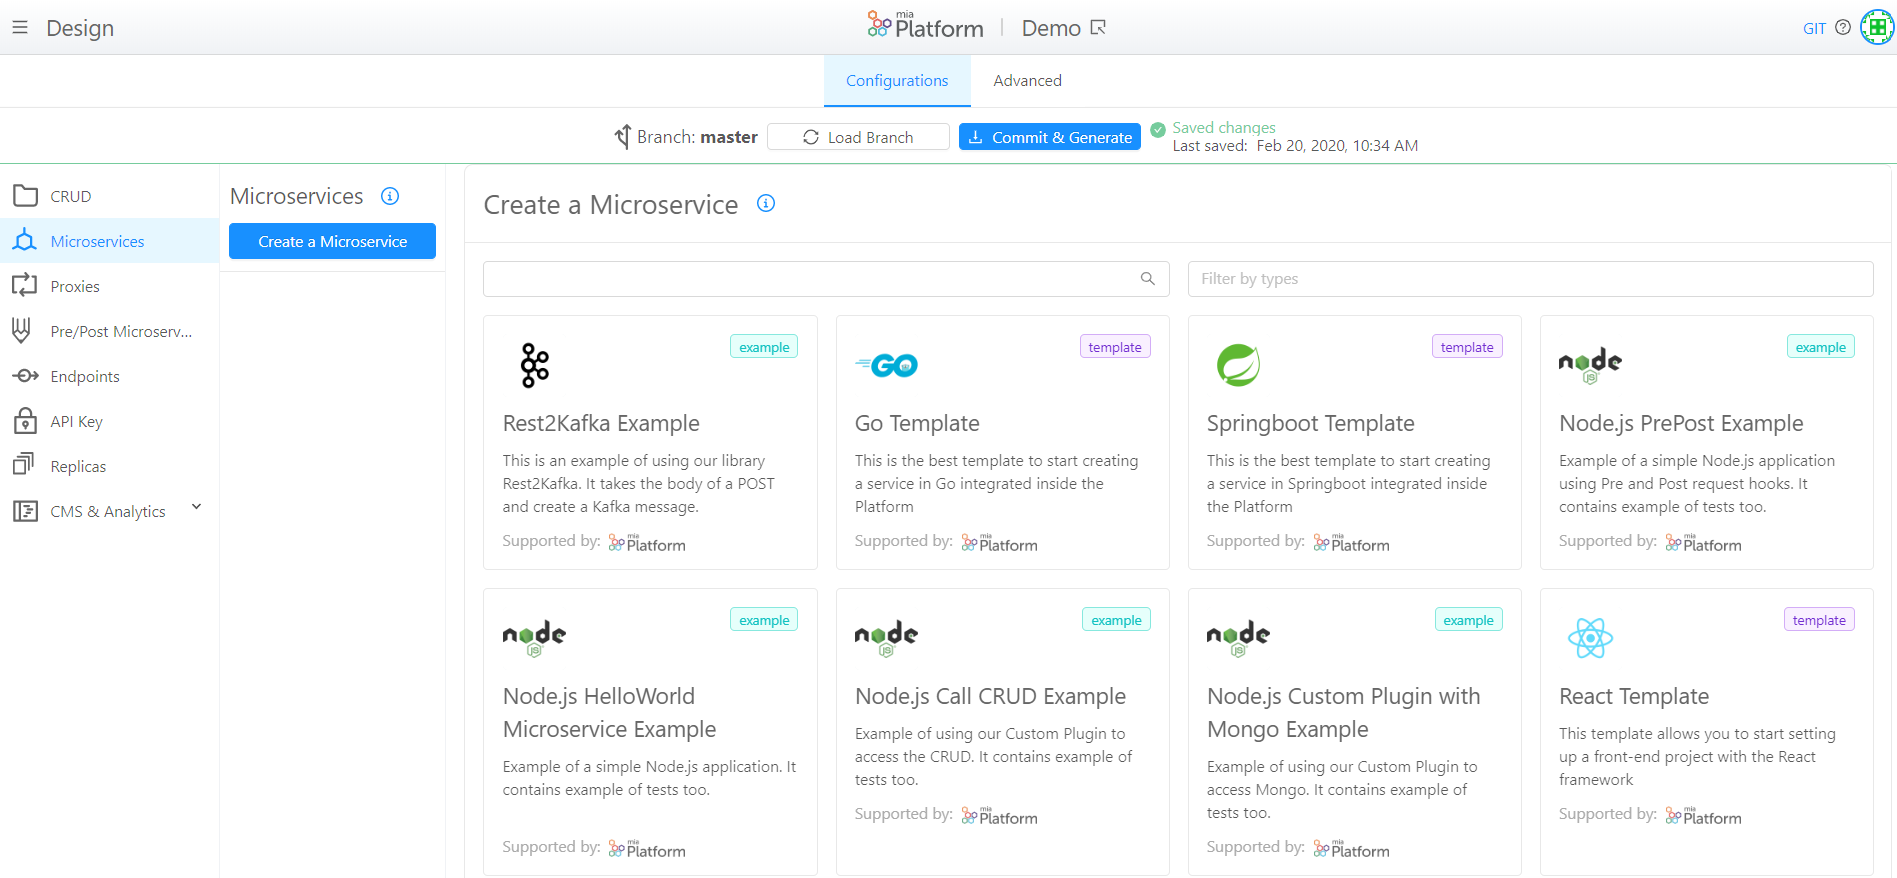 Design
mia
Platform
Demo
GIT
Configurations
Advanced
Branch: master
Load Branch
Commit & Generate
Saved changes
Last saved: Feb 20, 2020, 10:34 AM
CRUD
Microservices
Proxies
Pre/Post Microserv...
Endpoints
API Key
Replicas
CMS & Analytics
Microservices
Create a Microservice
Create a Microservice
Filter by types
example
Rest2Kafka Example
This is an example of using our library
Rest2Kafka. It takes the body of a POST
and create a Kafka message.
Supported by: mia Platform
GO
template
Go Template
This is the best template to start creating
a service in Go integrated inside the
Platform
Supported by: mia Platform
template
Springboot Template
This is the best template to start creating
a service in Springboot integrated inside
the Platform
Supported by: mia Platform
node
JS
example
Node.js PrePost Example
Example of a simple Node.js application
using Pre and Post request hooks. It
contains example of tests too.
Supported by: mia Platform
node
JS
example
Node.js HelloWorld
Microservice Example
Example of a simple Node.js application. It
contains example of tests too.
Supported by: mia Platform
node
JS
example
Node.js Call CRUD Example
Example of using our Custom Plugin to
access the CRUD. It contains example of
tests too.
Supported by: mia Platform
node
JS
example
Node.js Custom Plugin with
Mongo Example
Example of using our Custom Plugin to
access Mongo. It contains example of
tests too.
Supported by: mia Platform
template
React Template
This template allows you to start setting
up a front-end project with the React
framework
Supported by: mia Platform